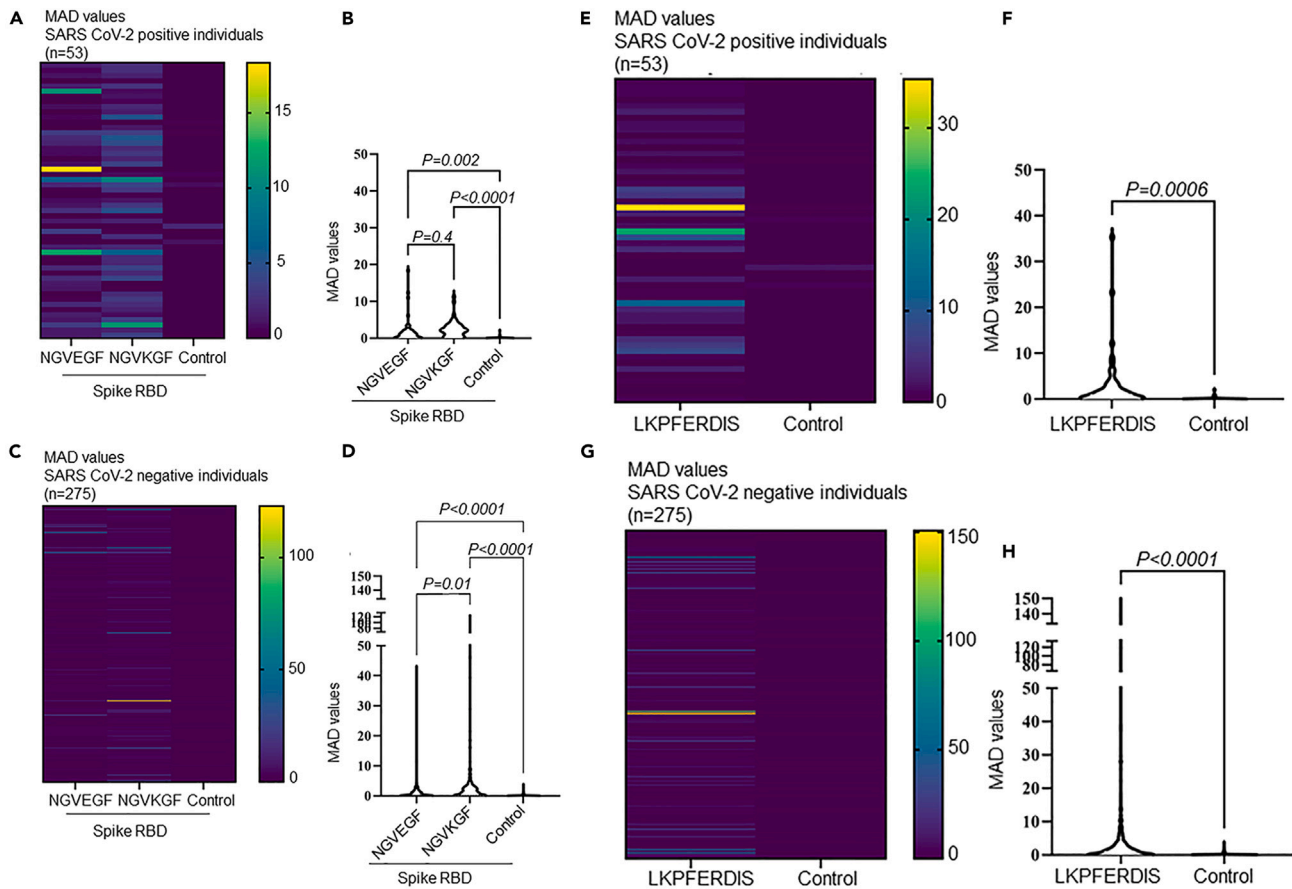 A
MAD values
SARS CoV-2 positive individuals
(n=53)
15
10
5
0
NGVEGF NGVKGF Control
Spike RBD
B
MAD values
50
40
30
20
10
0
P=0.002
P<0.0001
P=0.4
NGVEGF
NGVKGF
Control
Spike RBD
E
MAD values
SARS CoV-2 positive individuals
(n=53)
30
20
10
0
LKPFERDIS Control
F
MAD values
50
40
30
20
10
0
P=0.0006
LKPFERDIS Control
C
MAD values
SARS CoV-2 negative individuals
(n=275)
100
50
0
NGVEGF NGVKGF Control
Spike RBD
D
MAD values
150
140
120
100
80
50
40
30
20
10
0
P<0.0001
P<0.0001
P=0.01
NGVEGF
NGVKGF
Control
Spike RBD
G
MAD values
SARS CoV-2 negative individuals
(n=275)
150
100
50
0
LKPFERDIS Control
H
MAD values
150
140
120
100
80
50
40
30
20
10
0
P<0.0001
LKPFERDIS Control